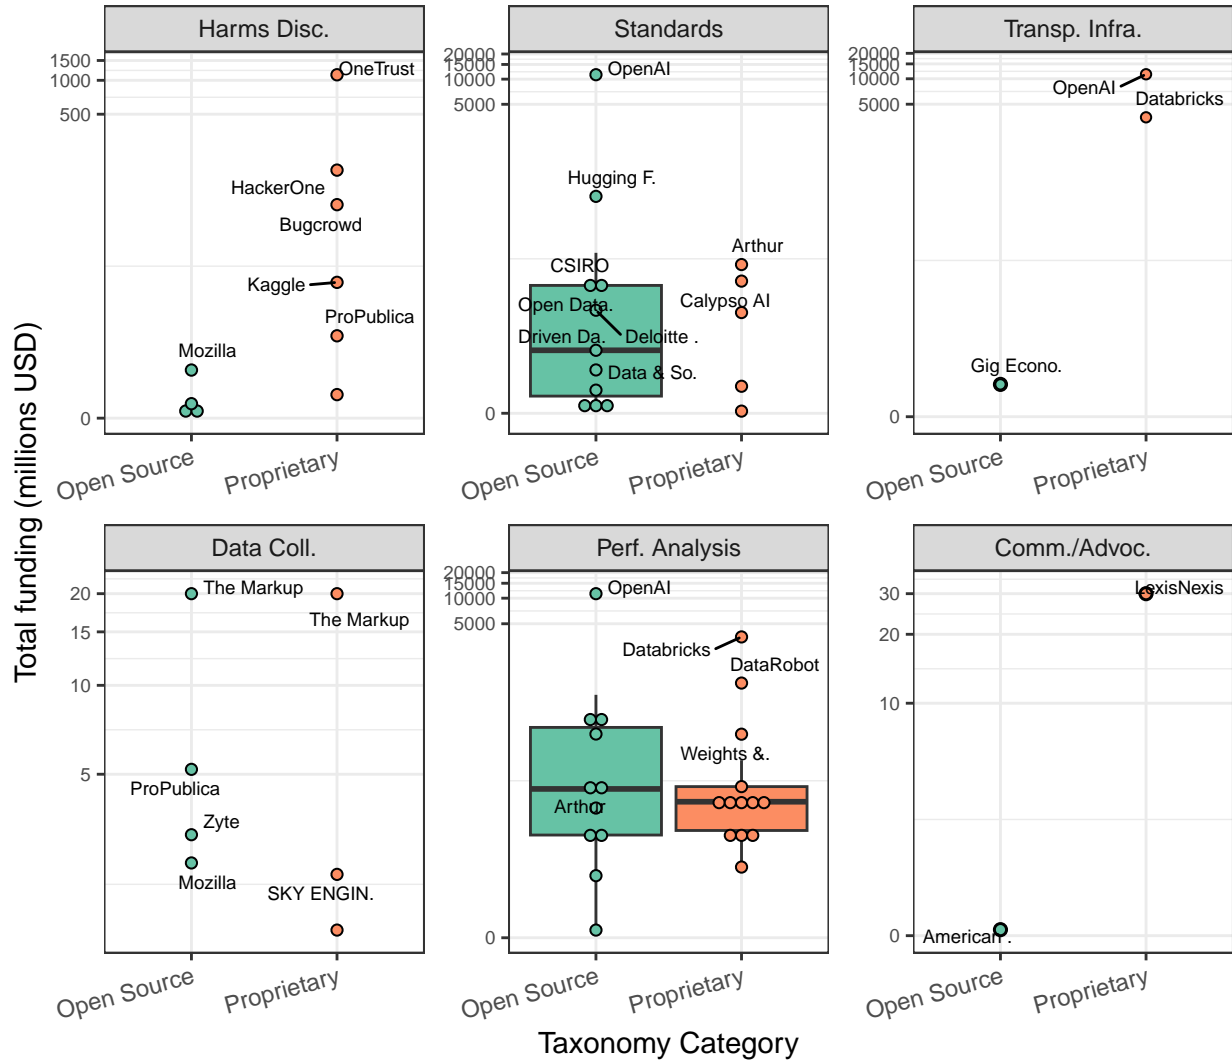 Harms Disc.
Standards
Transp. Infra.
Total funding (millions USD)
1500
1000
500
0
OneTrust
HackerOne
Bugcrowd
Kaggle
ProPublica
Mozilla
Open Source
Proprietary
20000
15000
10000
5000
0
OpenAI
Hugging F.
CSIRO
Open Data.
Driven Da.
Deloitte .
Data & So.
Arthur
Calypso AI
Open Source
Proprietary
20000
15000
10000
5000
0
OpenAI
Databricks
Gig Econo.
Open Source
Proprietary
Data Coll.
Perf. Analysis
Comm./Advoc.
20
15
10
5
The Markup
The Markup
ProPublica
Zyte
Mozilla
SKY ENGIN.
Open Source
Proprietary
20000
15000
10000
5000
0
OpenAI
Databricks
DataRobot
Weights &.
Arthur
Open Source
Proprietary
30
20
10
0
LexisNexis
American .
Open Source
Proprietary
Taxonomy Category